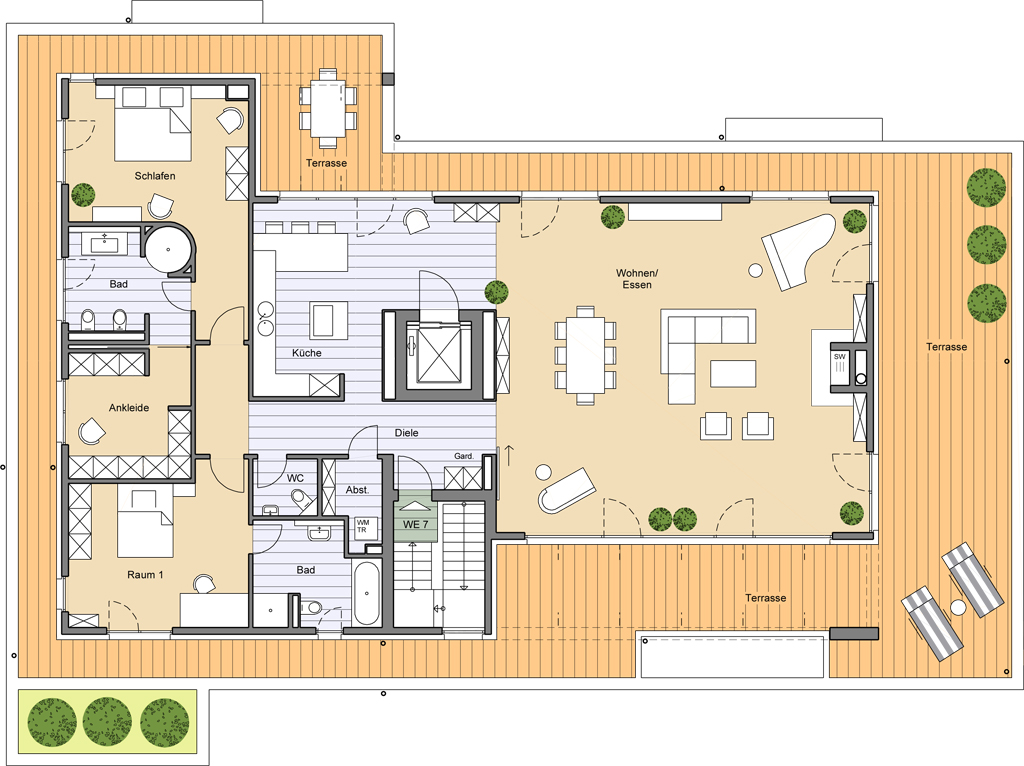 Terrasse
Schlafen
Bad
Wohnen/
Essen
Küche
Terrasse
SW
Ankleide
Diele
Gard.
WC
Abst.
WE 7
WM
TR
Bad
Raum 1
Terrasse